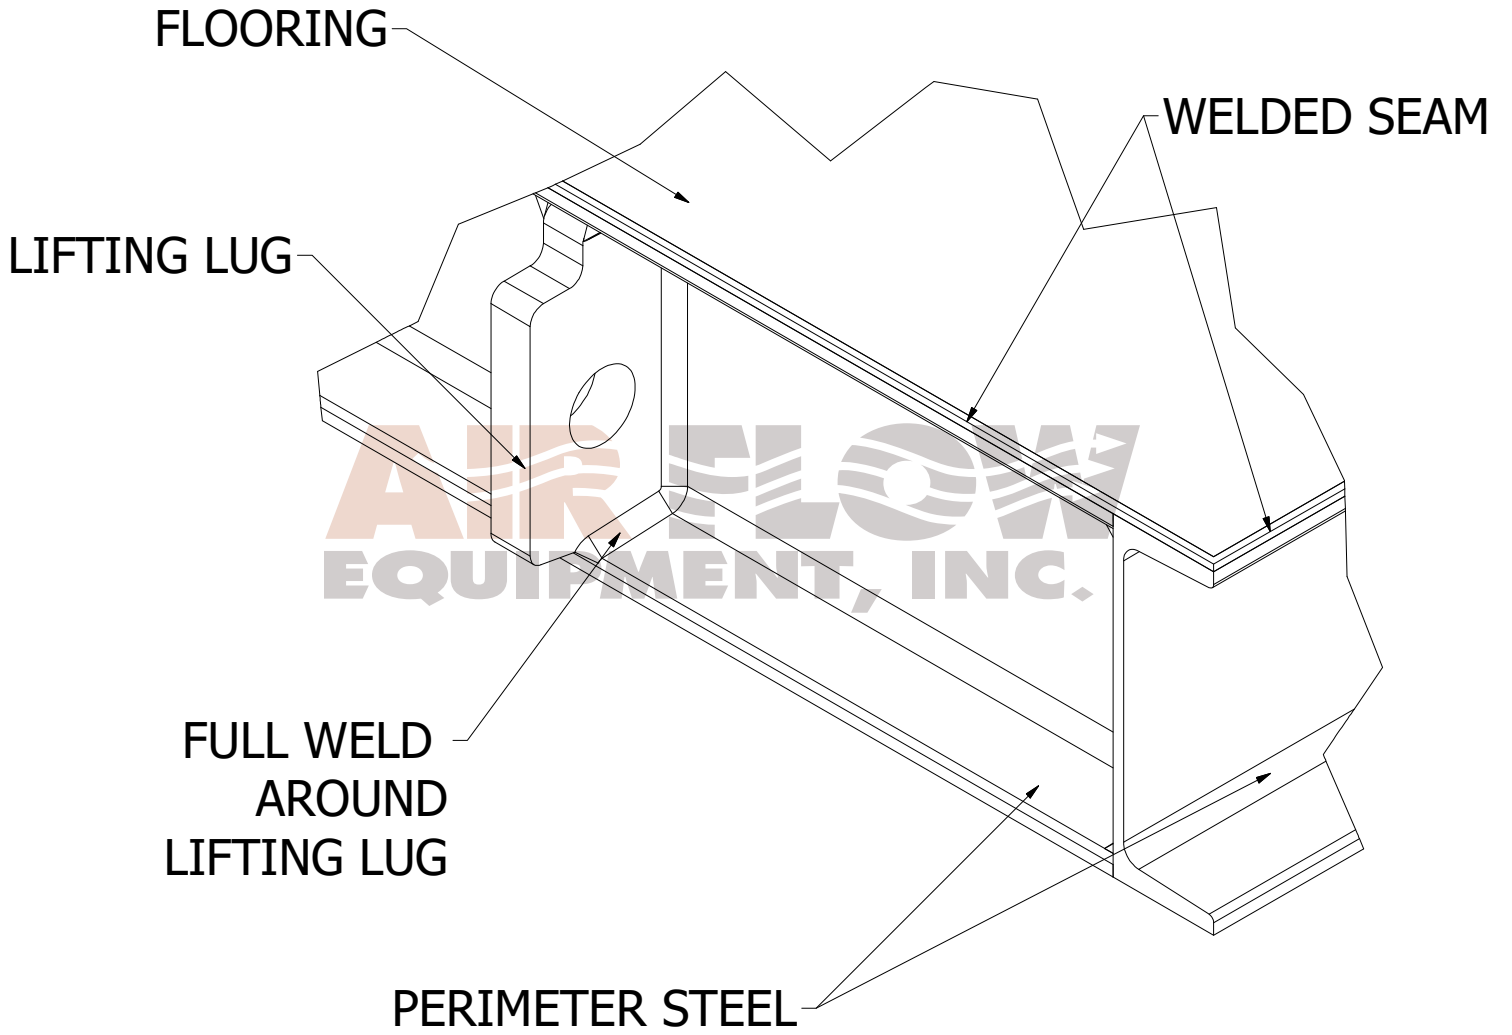 FLOORING
WELDED SEAM
LIFTING LUG
AIR FLOW
EQUIPMENT, INC.
FULL WELD
AROUND
LIFTING LUG
PERIMETER STEEL